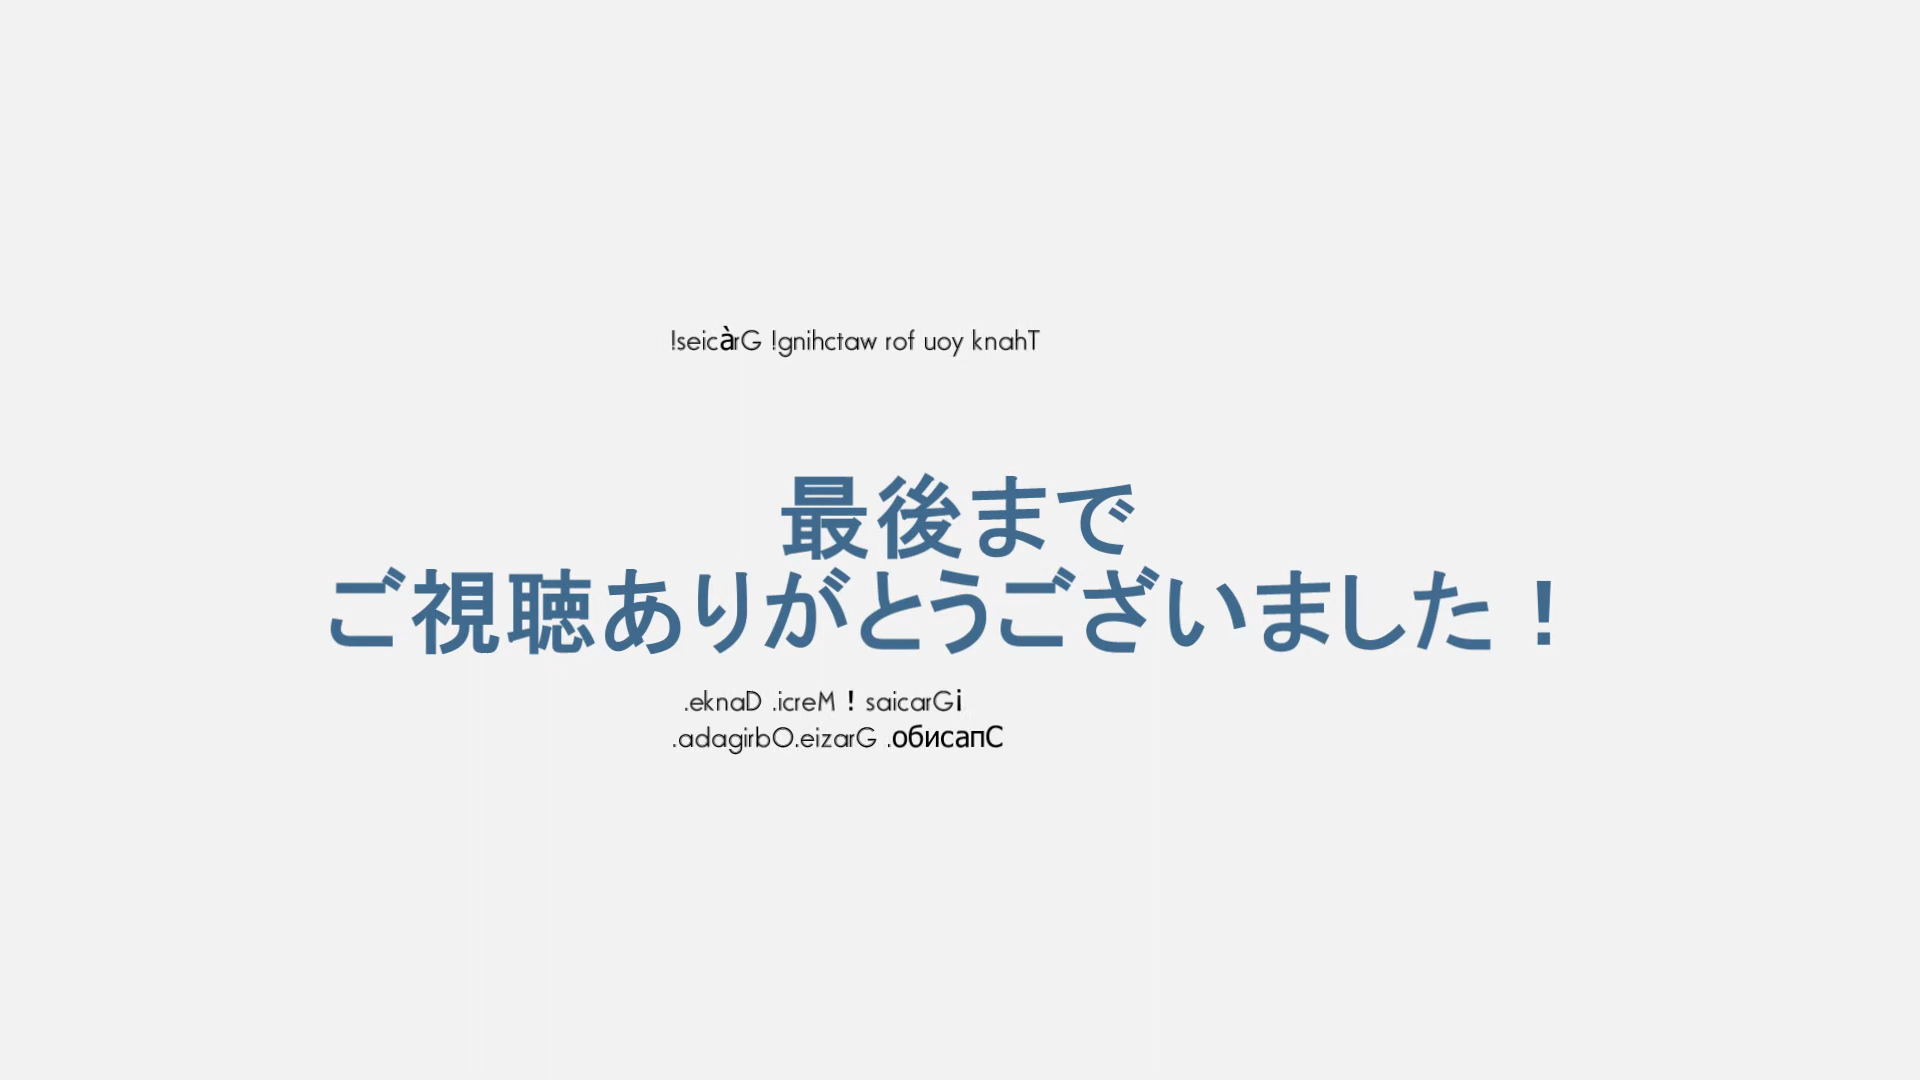 !seicàrG !gnihctaw rof uoy knahT
最後まで
ご視聴ありがとうございました！
.eknaD .icreM ! saicarG¡
.adagirbO.eizarG .обисапС